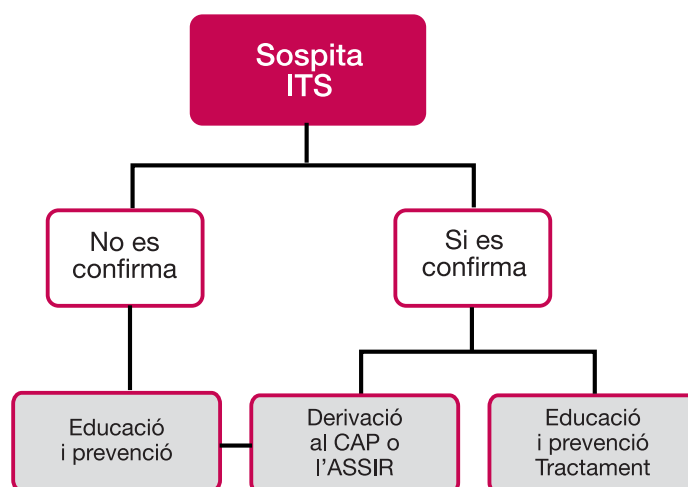 Sospita
ITS
No es
confirma
Si es
confirma
Educació
i prevenció
Derivació
al CAP o
l'ASSIR
Educació
i prevenció
Tractament